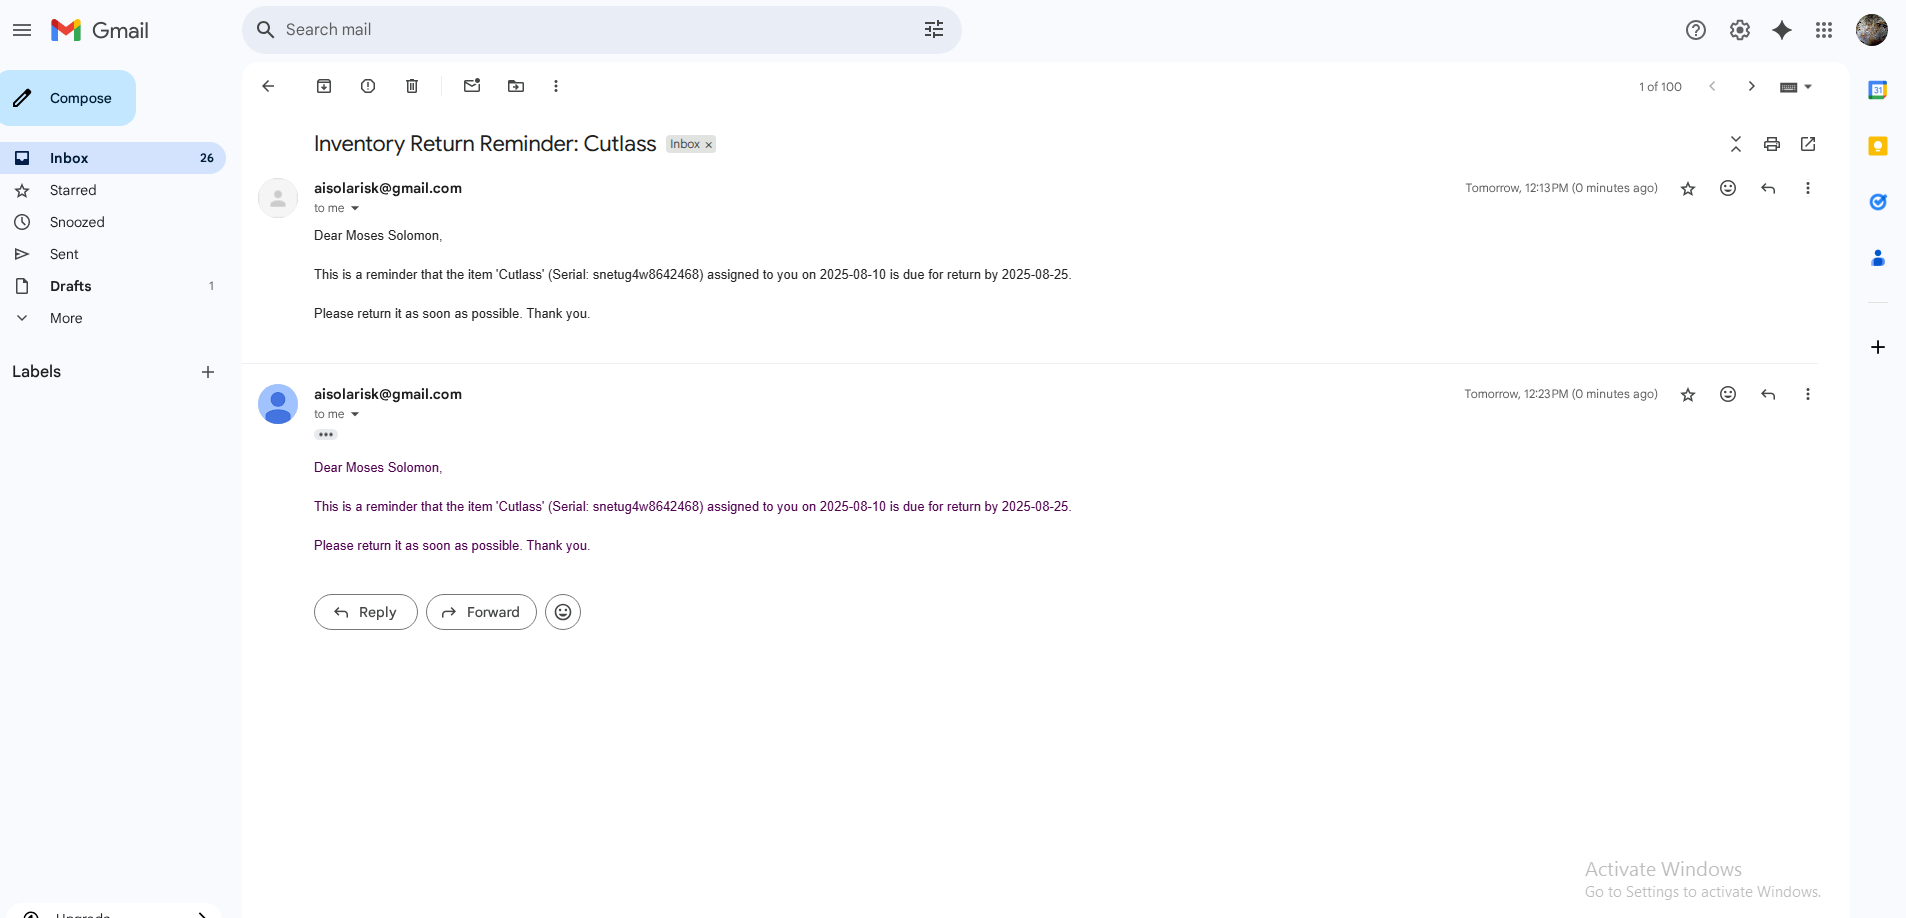 Gmail
Search mail
Compose
Inbox 26
Starred
Snoozed
Sent
Drafts 1
More
Labels
1 of 100
31
Inventory Return Reminder: Cutlass Inbox ×
aisolarisk@gmail.com Tomorrow, 12:13 PM (0 minutes ago)
to me
Dear Moses Solomon,
This is a reminder that the item 'Cutlass' (Serial: snetug4w8642468) assigned to you on 2025-08-10 is due for return by 2025-08-25.
Please return it as soon as possible. Thank you.
aisolarisk@gmail.com Tomorrow, 12:23 PM (0 minutes ago)
to me
Dear Moses Solomon,
This is a reminder that the item 'Cutlass' (Serial: snetug4w8642468) assigned to you on 2025-08-10 is due for return by 2025-08-25.
Please return it as soon as possible. Thank you.
Reply Forward
Activate Windows
Go to Settings to activate Windows.
Upgrade